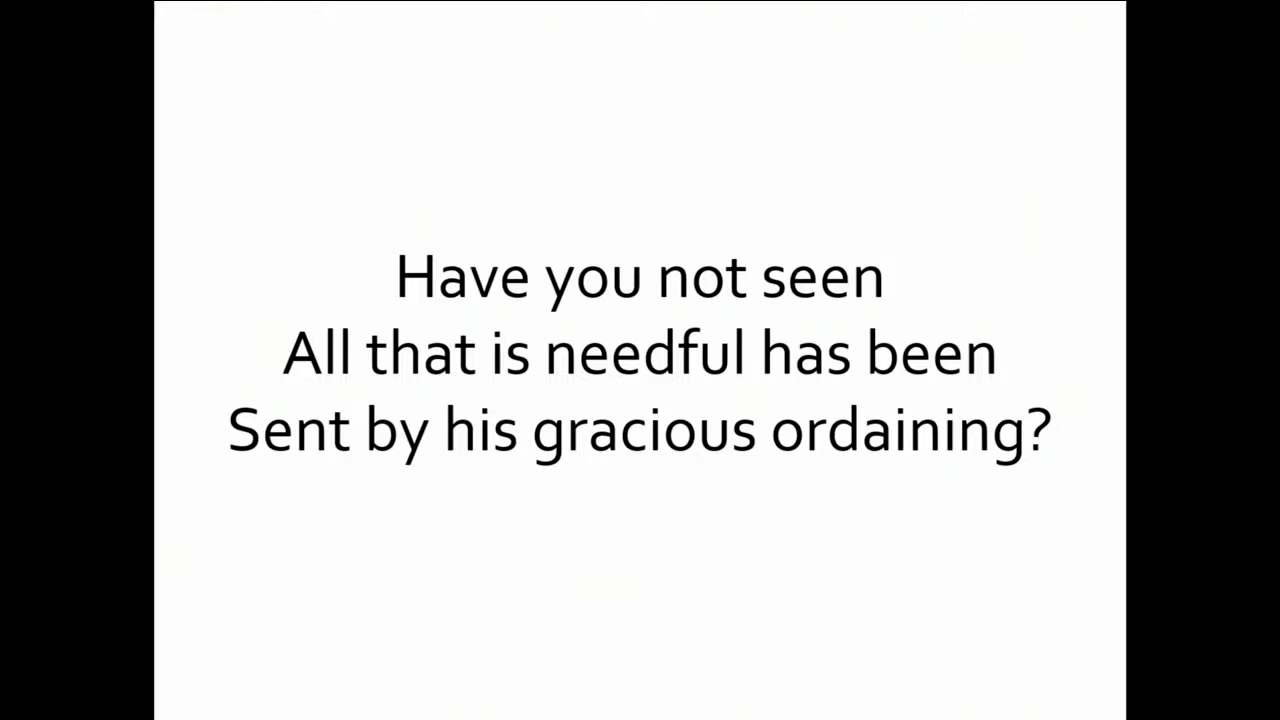 Have you not seen
All that is needful has been
Sent by his gracious ordaining?